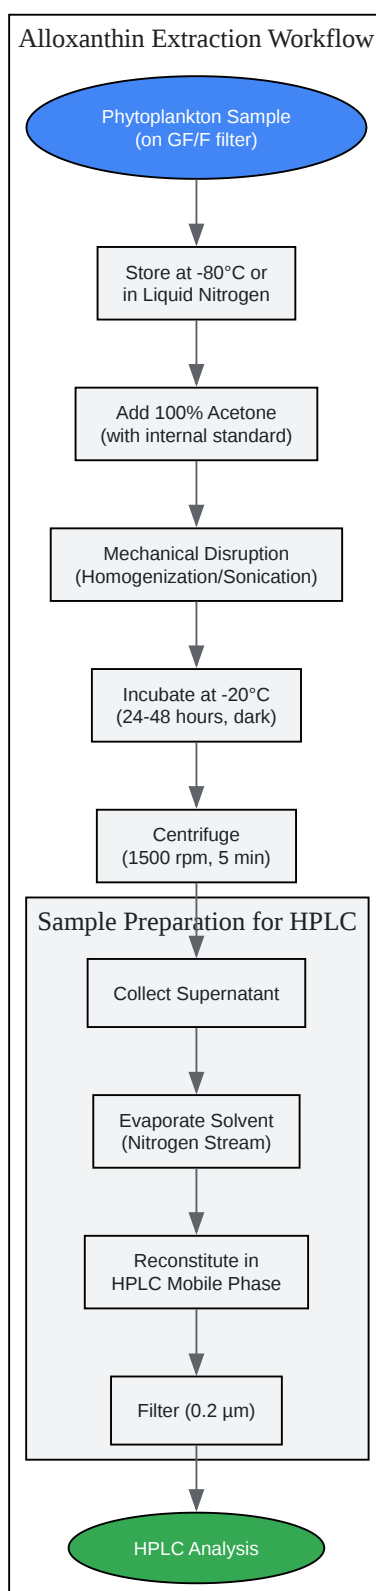 Alloxanthin Extraction Workflow
Phytoplankton Sample
(on GF/F filter)
Store at -80°C or
in Liquid Nitrogen
Add 100% Acetone
(with internal standard)
Mechanical Disruption
(Homogenization/Sonication)
Incubate at -20°C
(24-48 hours, dark)
Centrifuge
(1500 rpm, 5 min)
Sample Preparation for HPLC
Collect Supernatant
Evaporate Solvent
(Nitrogen Stream)
Reconstitute in
HPLC Mobile Phase
Filter (0.2 µm)
HPLC Analysis